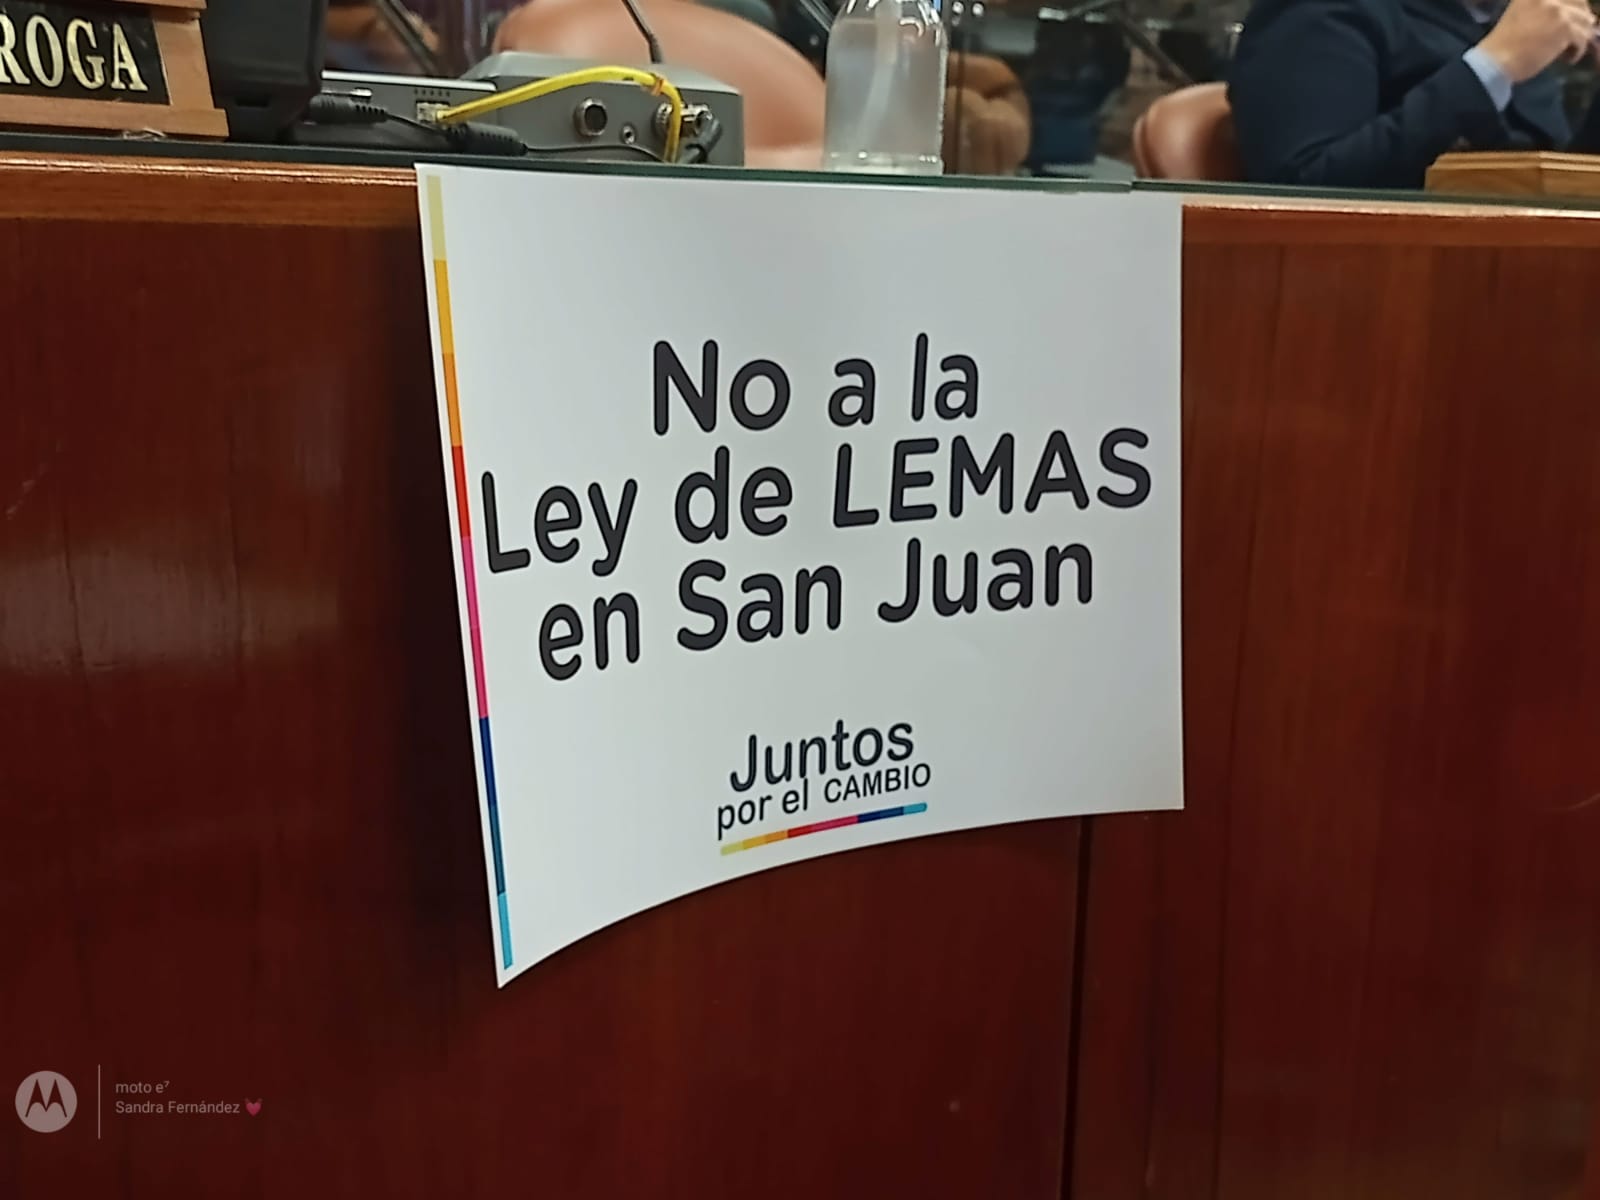 ROGA
No a la
Ley de LEMAS
en San Juan
Juntos
por el CAMBIO
moto e⁷
Sandra Fernández 💓